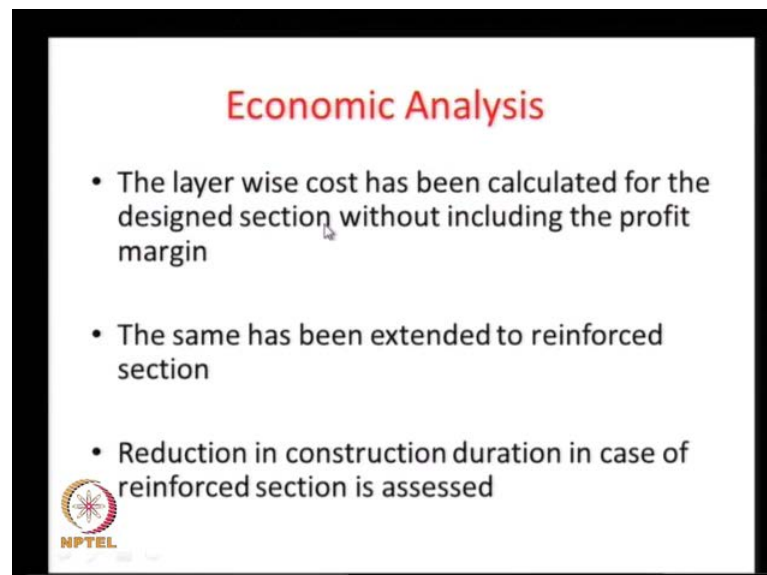 Economic Analysis
• The layer wise cost has been calculated for the
designed section without including the profit
margin
• The same has been extended to reinforced
section
• Reduction in construction duration in case of
reinforced section is assessed
NPTEL